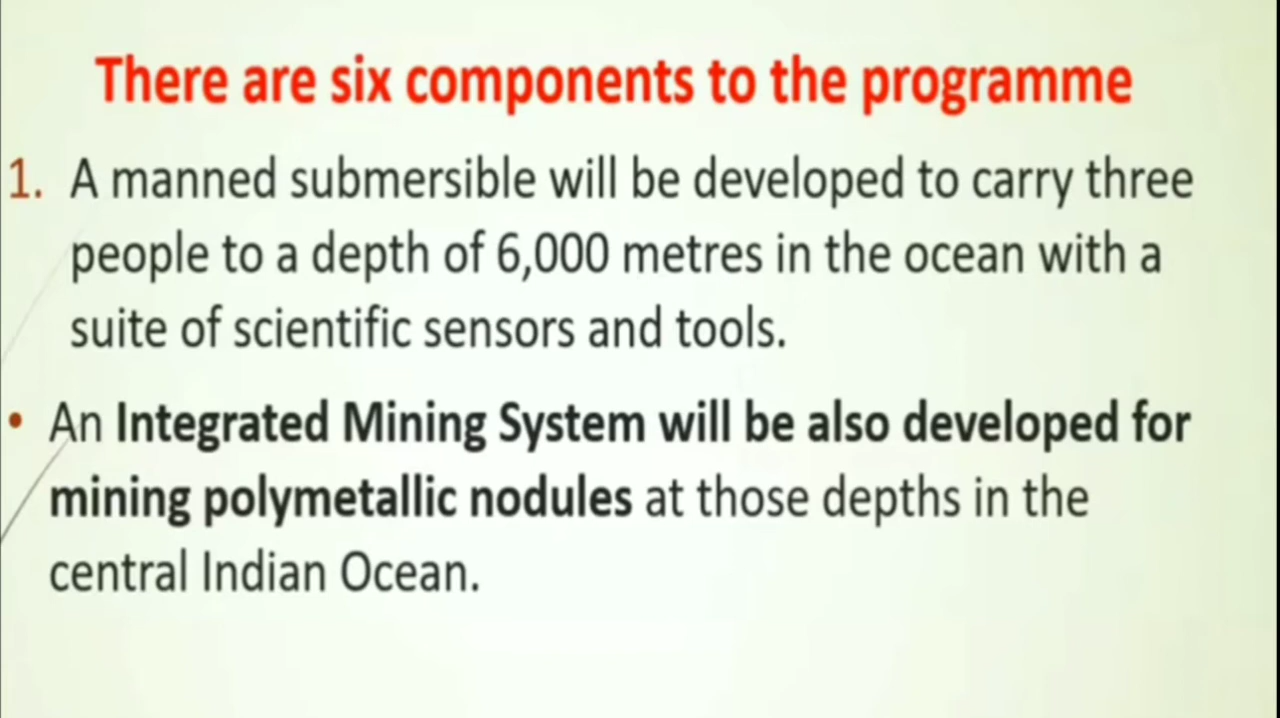 There are six components to the programme
1. A manned submersible will be developed to carry three
people to a depth of 6,000 metres in the ocean with a
suite of scientific sensors and tools.
• An Integrated Mining System will be also developed for
mining polymetallic nodules at those depths in the
central Indian Ocean.